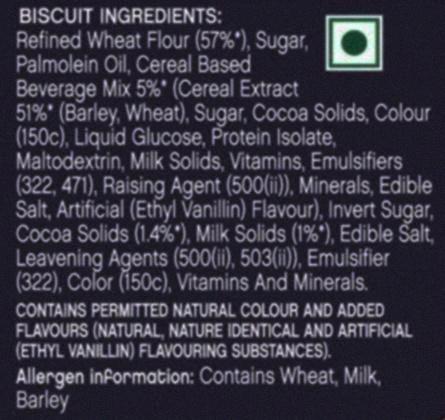 BISCUIT INGREDIENTS:
Refined Wheat Flour (57%*), Sugar,
Palmolein Oil, Cereal Based
Beverage Mix 5%* (Cereal Extract
51%* (Barley, Wheat), Sugar, Cocoa Solids, Colour
(150c), Liquid Glucose, Protein Isolate,
Maltodextrin, Milk Solids, Vitamins, Emulsifiers
(322, 471), Raising Agent (500(ii)), Minerals, Edible
Salt, Artificial (Ethyl Vanillin) Flavour), Invert Sugar,
Cocoa Solids (1.4%*), Milk Solids (1%*), Edible Salt,
Leavening Agents (500(ii), 503(ii)), Emulsifier
(322), Color (150c), Vitamins And Minerals.
CONTAINS PERMITTED NATURAL COLOUR AND ADDED
FLAVOURS (NATURAL, NATURE IDENTICAL AND ARTIFICIAL
(ETHYL VANILLIN) FLAVOURING SUBSTANCES).
Allergen information: Contains Wheat, Milk,
Barley